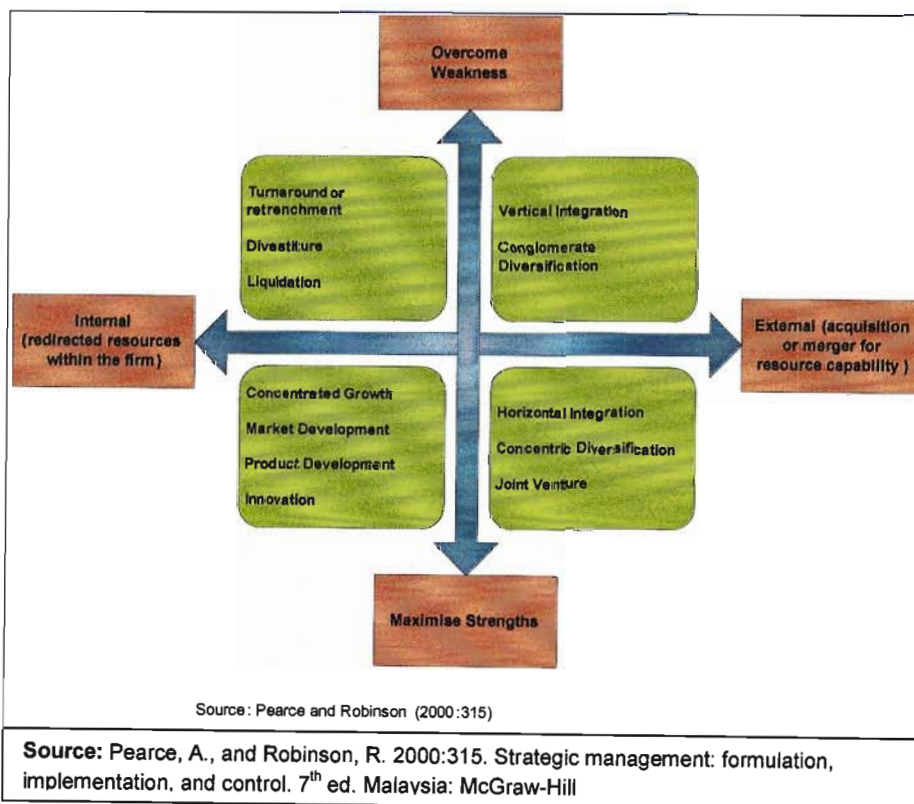 Overcome
Weakness
Turnaround or
retrenchment
Divestiture
Liquidation
Vertical Integration
Conglomerate
Diversification
Internal
(redirected resources
within the firm)
External (acquisition
or merger for
resource capability )
Concentrated Growth
Market Development
Product Development
Innovation
Horizontal Integration
Concentric Diversification
Joint Venture
Maximise Strengths
Source: Pearce and Robinson (2000:315)
Source: Pearce, A., and Robinson, R. 2000:315. Strategic management: formulation,
implementation, and control. 7th ed. Malaysia: McGraw-Hill